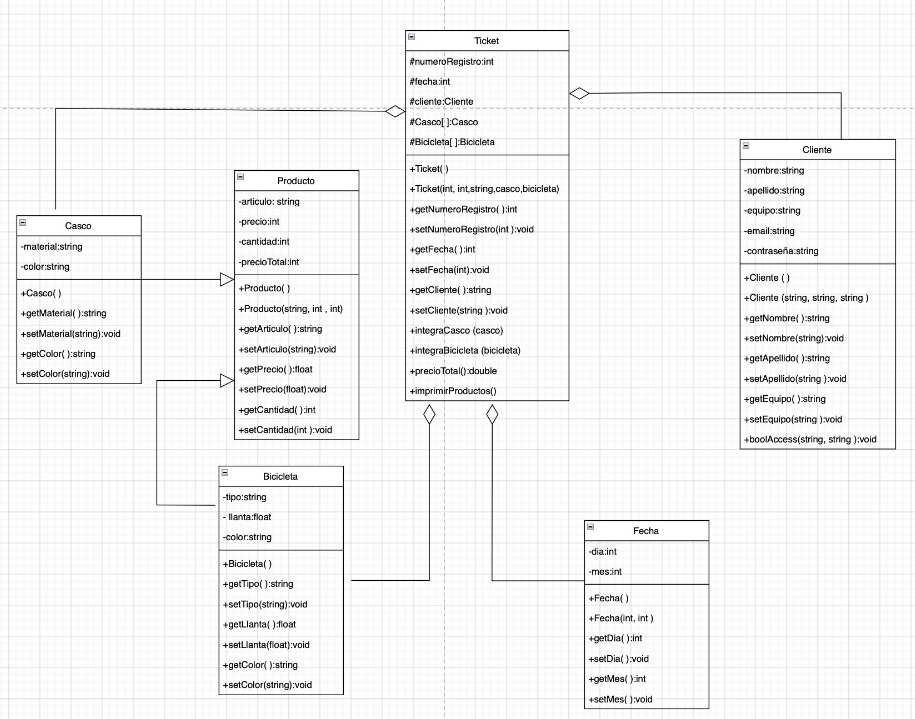 Ticket
#numeroRegistro:int
#fecha:int
#cliente:Cliente
#Casco[ ]:Casco
#Bicicleta[ ]:Bicicleta
+Ticket( )
+Ticket(int, int,string,casco,bicicleta)
+getNumeroRegistro( ):int
+setNumeroRegistro(int ):void
+getFecha( ):int
+setFecha(int):void
+getCliente( ):string
+setCliente(string ):void
+integraCasco (casco)
+integraBicicleta (bicicleta)
+precioTotal():double
+imprimirProductos()
Cliente
-nombre:string
-apellido:string
-equipo:string
-email:string
-contraseña:string
+Cliente ( )
+Cliente (string, string, string )
+getNombre( ):string
+setNombre(string):void
+getApellido( ):string
+setApellido(string ):void
+getEquipo( ):string
+setEquipo(string ):void
+boolAccess(string, string ):void
Producto
-articulo: string
-precio:int
-cantidad:int
-precioTotal:int
+Producto( )
+Producto(string, int , int)
+getArticulo( ):string
+setArticulo(string):void
+getPrecio( ):float
+setPrecio(float):void
+getCantidad( ):int
+setCantidad(int ):void
Casco
-material:string
-color:string
+Casco( )
+getMaterial( ):string
+setMaterial(string):void
+getColor( ):string
+setColor(string):void
Bicicleta
-tipo:string
- llanta:float
-color:string
+Bicicleta( )
+getTipo( ):string
+setTipo(string):void
+getLlanta( ):float
+setLlanta(float):void
+getColor( ):string
+setColor(string):void
Fecha
-dia:int
-mes:int
+Fecha( )
+Fecha(int, int )
+getDia( ):int
+setDia( ):void
+getMes( ):int
+setMes( ):void